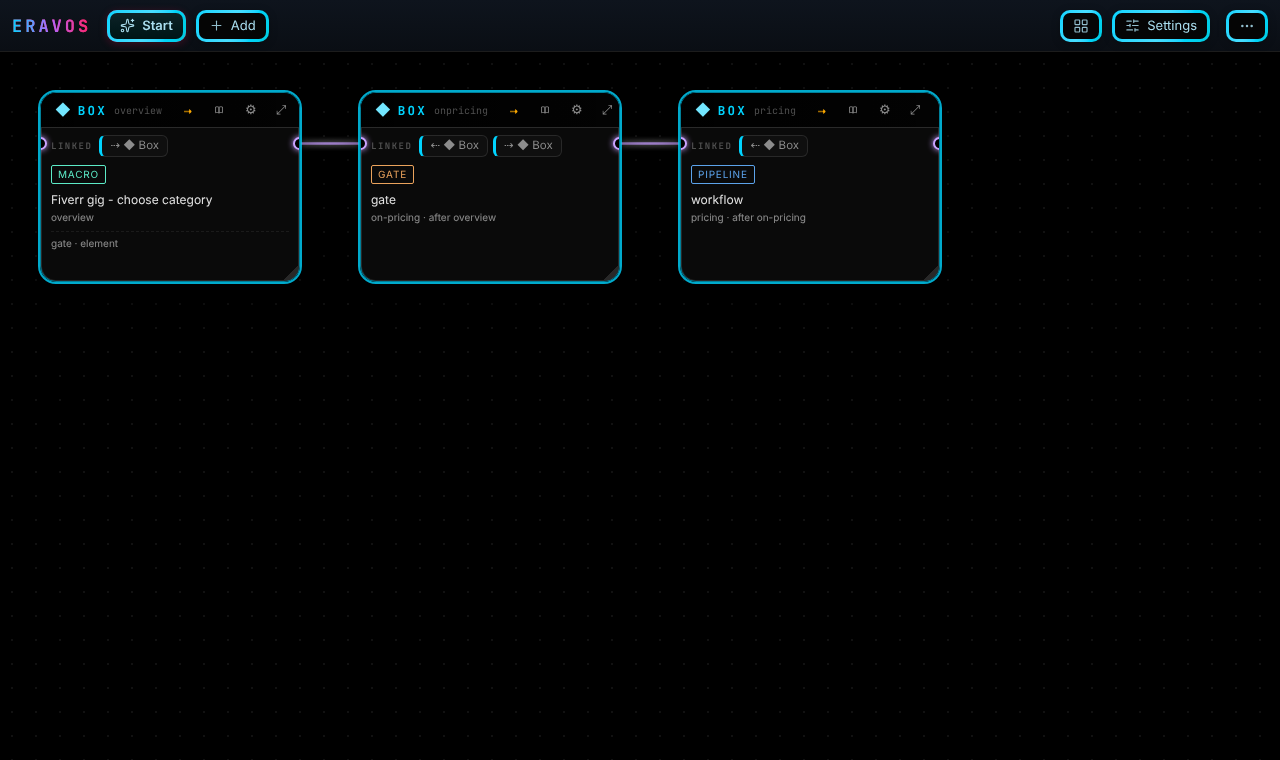 ERAVOS Start Add Settings
BOX overview
LINKED ⇢ ◆ Box
MACRO
Fiverr gig - choose category
overview
gate · element
BOX onpricing
LINKED ⇠ ◆ Box ⇢ ◆ Box
GATE
gate
on-pricing · after overview
BOX pricing
LINKED ⇠ ◆ Box
PIPELINE
workflow
pricing · after on-pricing